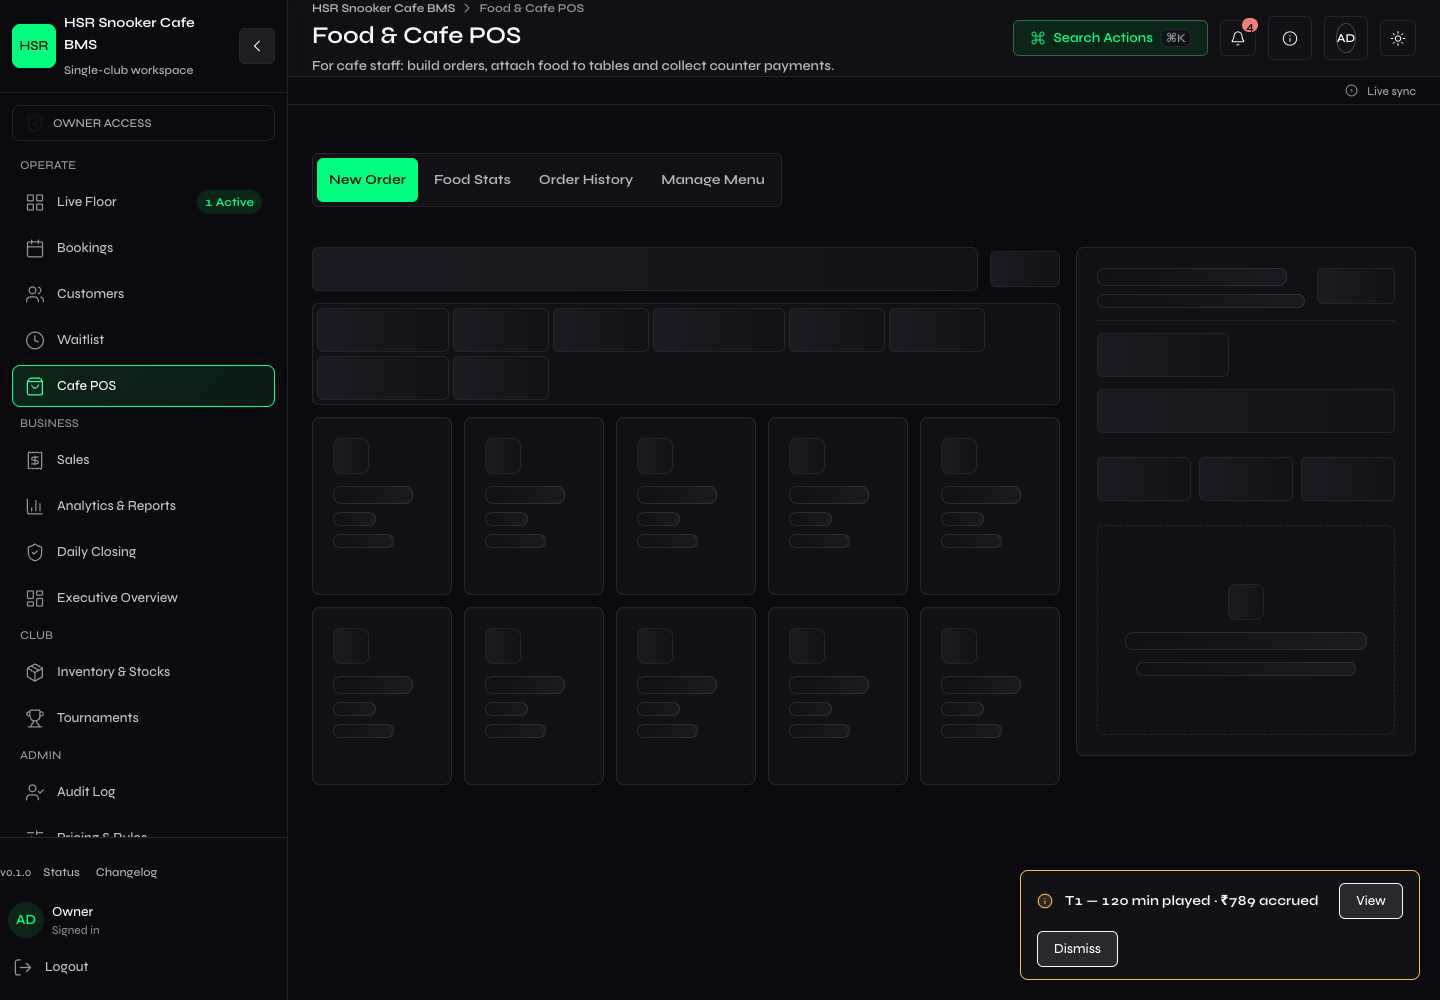 HSR
HSR Snooker Cafe
BMS
Single-club workspace
OWNER ACCESS
OPERATE
Live Floor
1 Active
Bookings
Customers
Waitlist
Cafe POS
BUSINESS
Sales
Analytics & Reports
Daily Closing
Executive Overview
CLUB
Inventory & Stocks
Tournaments
ADMIN
Audit Log
Pricing & Rules
v0.1.0 Status Changelog
AD
Owner
Signed in
Logout
HSR Snooker Cafe BMS > Food & Cafe POS
Food & Cafe POS
For cafe staff: build orders, attach food to tables and collect counter payments.
Search Actions ⌘K
4
AD
Live sync
New Order Food Stats Order History Manage Menu
T1 — 120 min played · ₹789 accrued
View
Dismiss